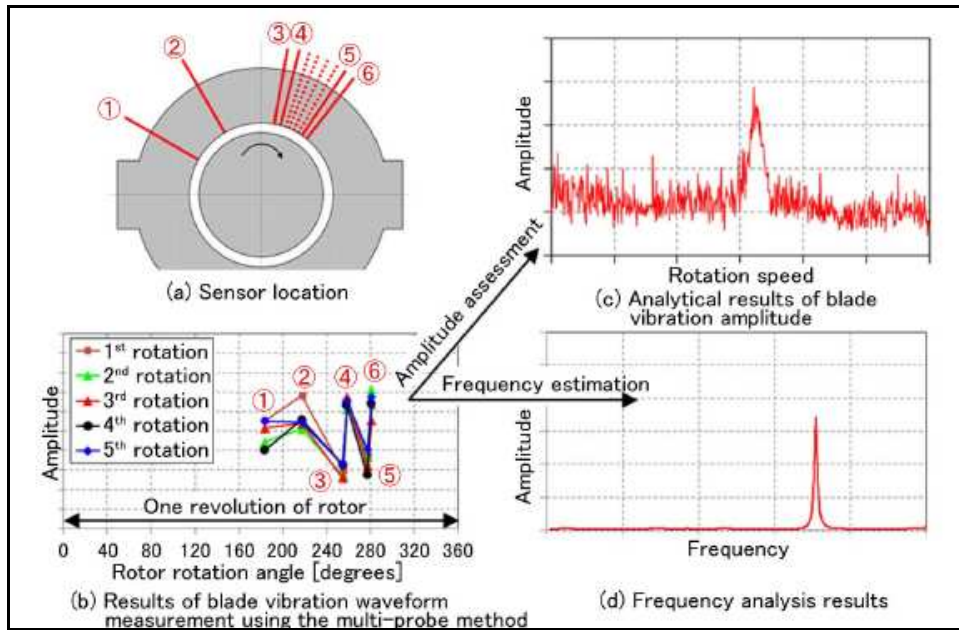 ①
②
③ ④
⑤
⑥
(a) Sensor location
Amplitude
Rotation speed
(c) Analytical results of blade
vibration amplitude
Amplitude assessment
Frequency estimation
1st rotation
2nd rotation
3rd rotation
4th rotation
5th rotation
①
②
③
④
⑤
⑥
Amplitude
One revolution of rotor
0 40 80 120 160 200 240 280 320 360
Rotor rotation angle [degrees]
(b) Results of blade vibration waveform
measurement using the multi-probe method
Amplitude
Frequency
(d) Frequency analysis results